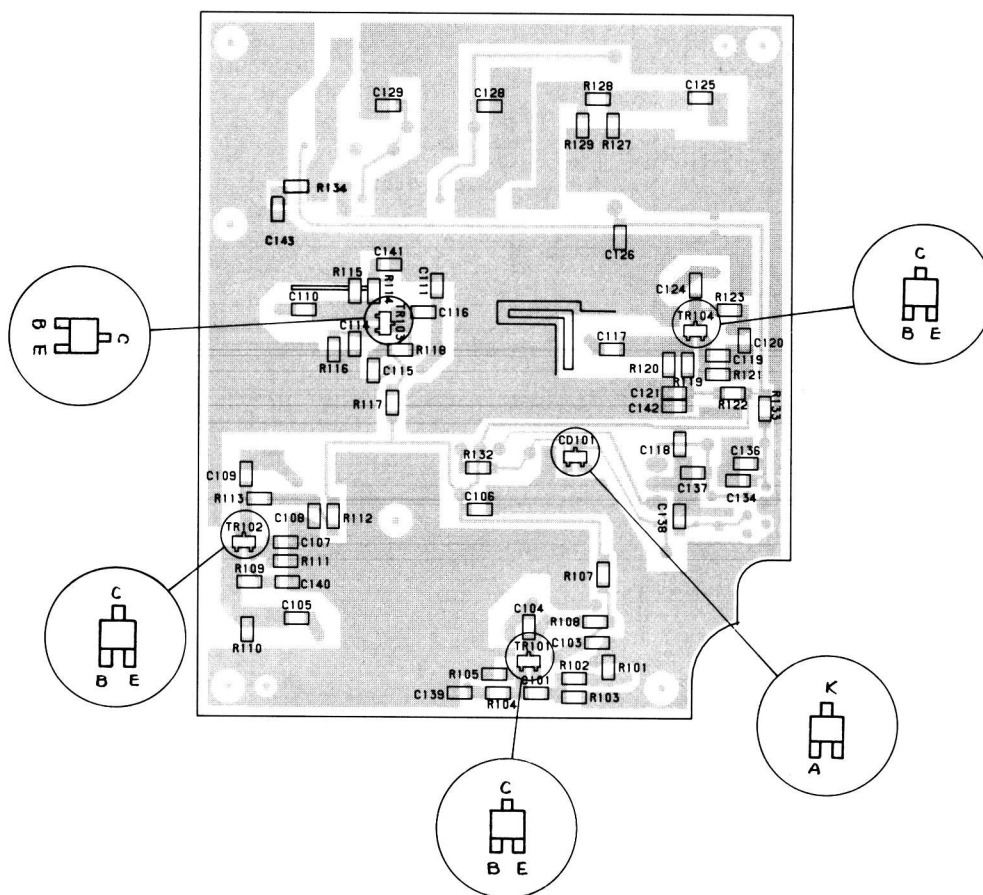 C129
C128
R128
C125
R129
R127
R134
C143
C126
C141
R115
R114
C111
C110
TR103
C116
C114
R118
R116
C115
R117
B
E
C
C124
R123
TR104
C120
C117
C119
R120
R119
R121
C121
C142
R122
R133
C
B E
CD101
R132
C118
C136
C137
C134
C106
C138
C109
R113
C108
R112
TR102
C107
R111
R109
C140
C105
R110
R107
C104
R108
C103
TR101
R105
R102
R101
C139
R104
C101
R103
C
B E
K
A
C
B E